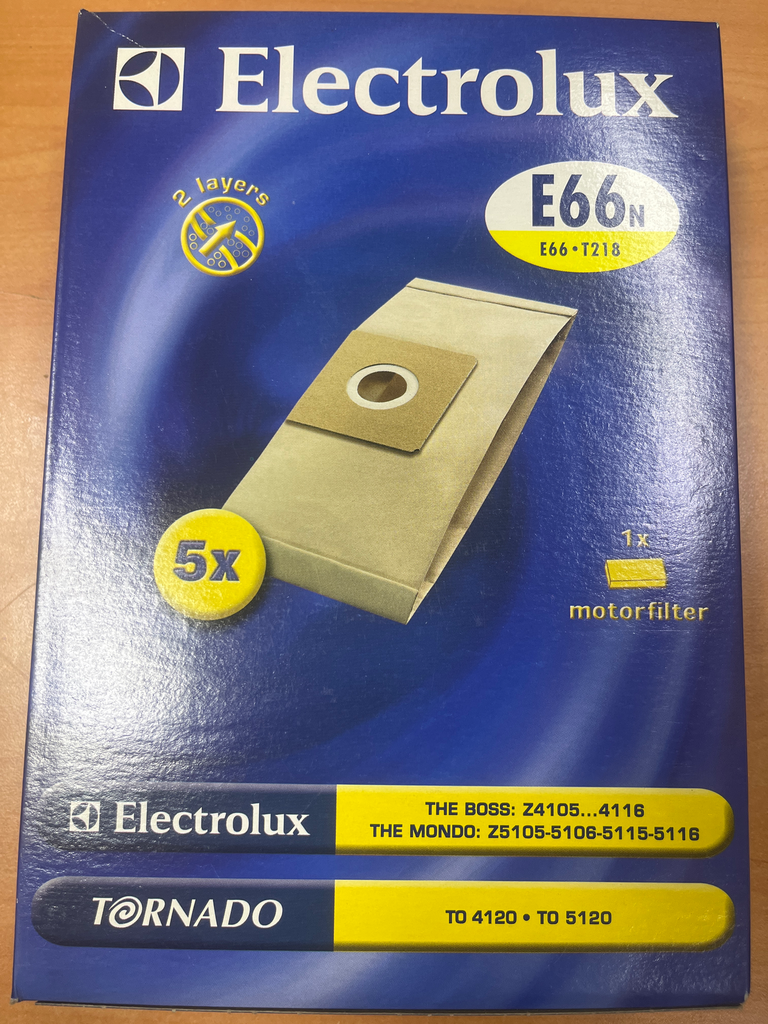 Electrolux
2 layers
E66N
E66•T218
5x
1x
motorfilter
Electrolux
THE BOSS: Z4105...4116
THE MONDO: Z5105-5106-5115-5116
TORNADO
TO 4120 • TO 5120